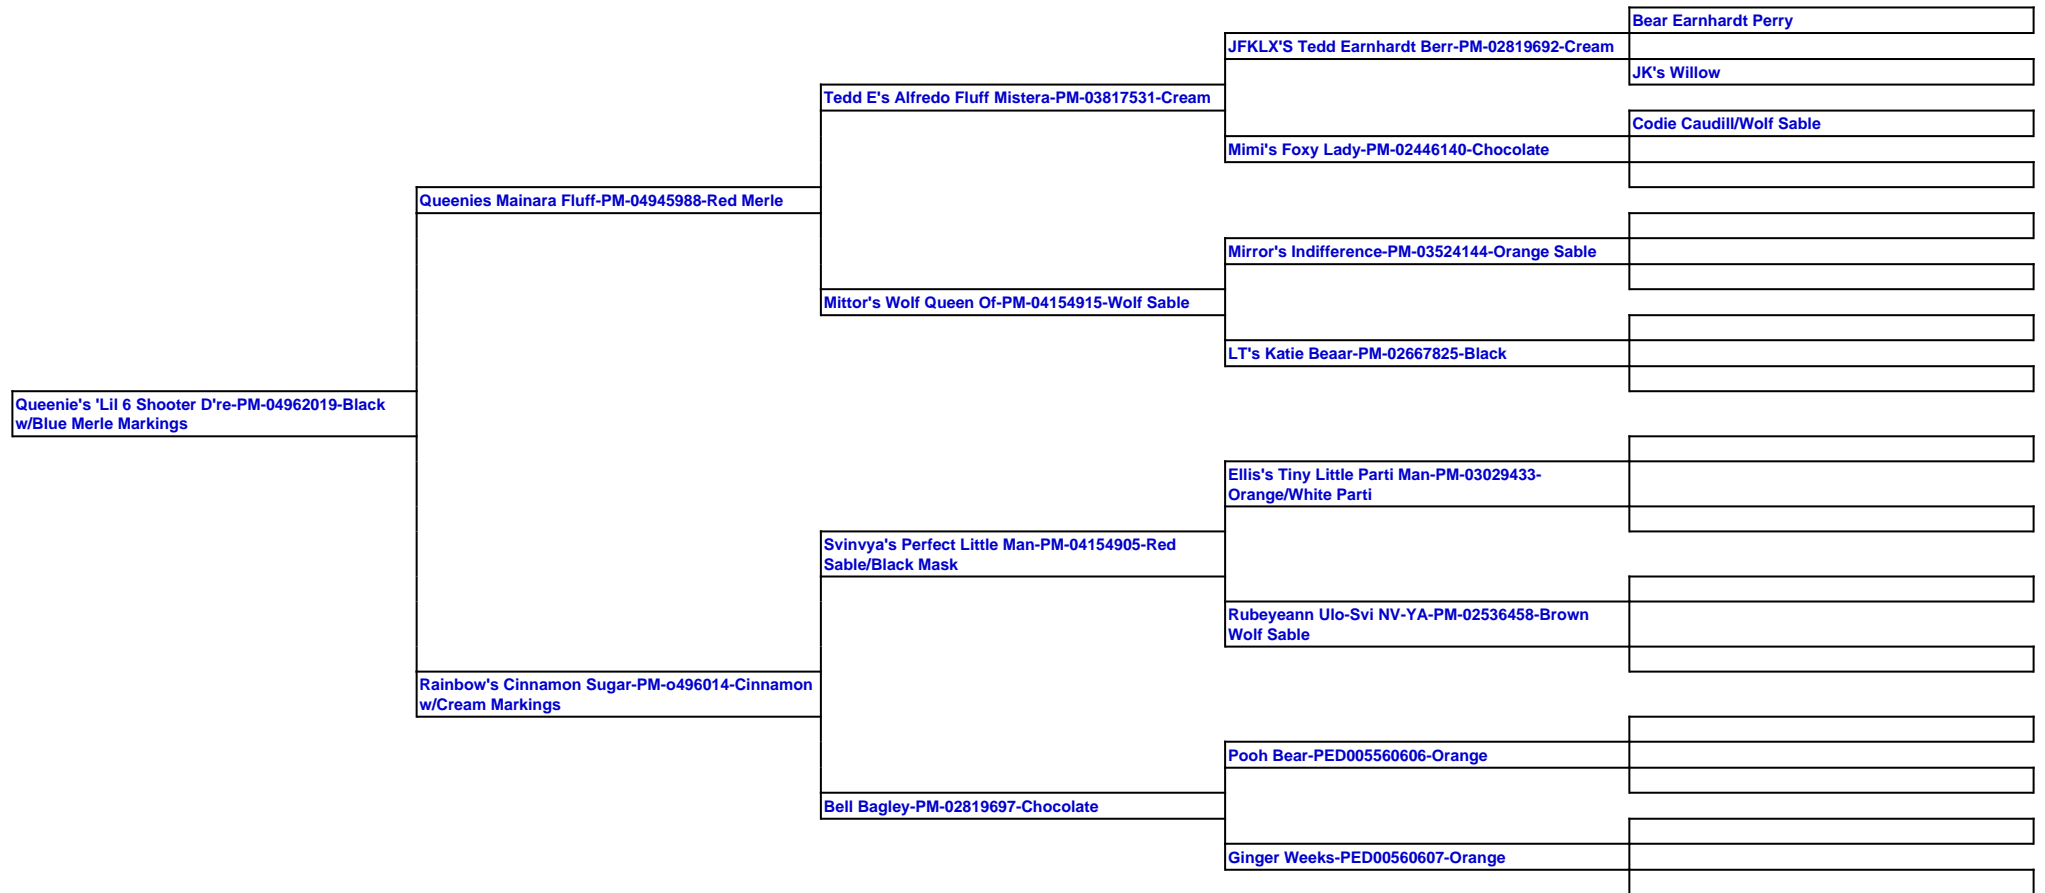 Bear Earnhardt Perry
JFKLX'S Tedd Earnhardt Berr-PM-02819692-Cream
JK's Willow
Tedd E's Alfredo Fluff Mistera-PM-03817531-Cream
Codie Caudill/Wolf Sable
Mimi's Foxy Lady-PM-02446140-Chocolate
Queenies Mainara Fluff-PM-04945988-Red Merle
Mirror's Indifference-PM-03524144-Orange Sable
Mittor's Wolf Queen Of-PM-04154915-Wolf Sable
LT's Katie Beaar-PM-02667825-Black
Queenie's 'Lil 6 Shooter D're-PM-04962019-Black
w/Blue Merle Markings
Ellis's Tiny Little Parti Man-PM-03029433-
Orange/White Parti
Svinvya's Perfect Little Man-PM-04154905-Red
Sable/Black Mask
Rubeyeann Ulo-Svi NV-YA-PM-02536458-Brown
Wolf Sable
Rainbow's Cinnamon Sugar-PM-o496014-Cinnamon
w/Cream Markings
Pooh Bear-PED005560606-Orange
Bell Bagley-PM-02819697-Chocolate
Ginger Weeks-PED00560607-Orange